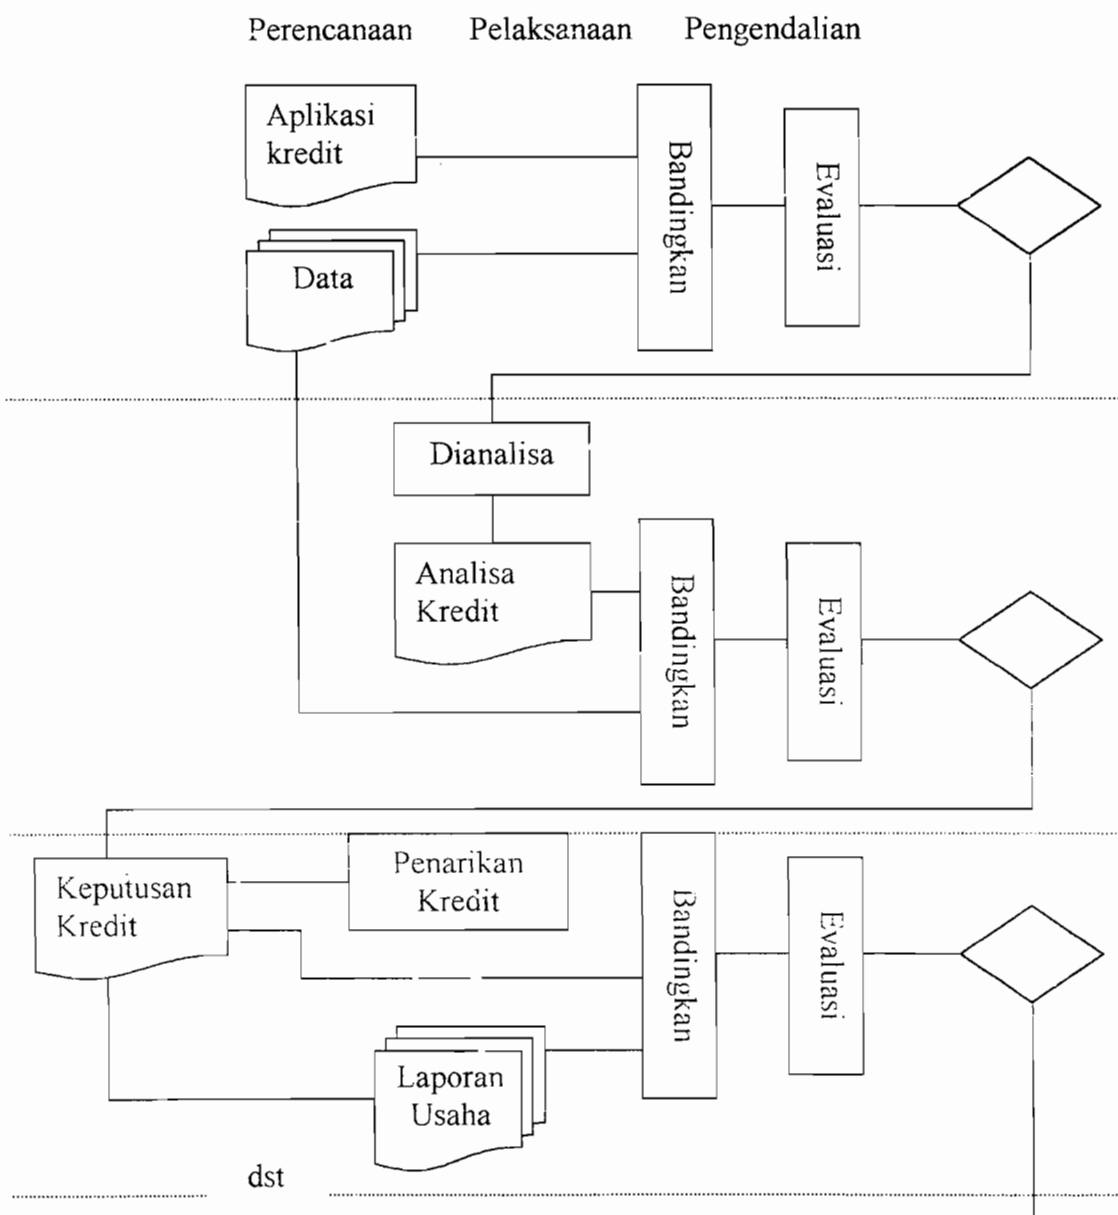 Perencanaan Pelaksanaan Pengendalian
Aplikasi
kredit
Data
Bandingkan
Evaluasi
Dianalisa
Analisa
Kredit
Bandingkan
Evaluasi
Keputusan
Kredit
Penarikan
Kredit
Bandingkan
Evaluasi
Laporan
Usaha
dst